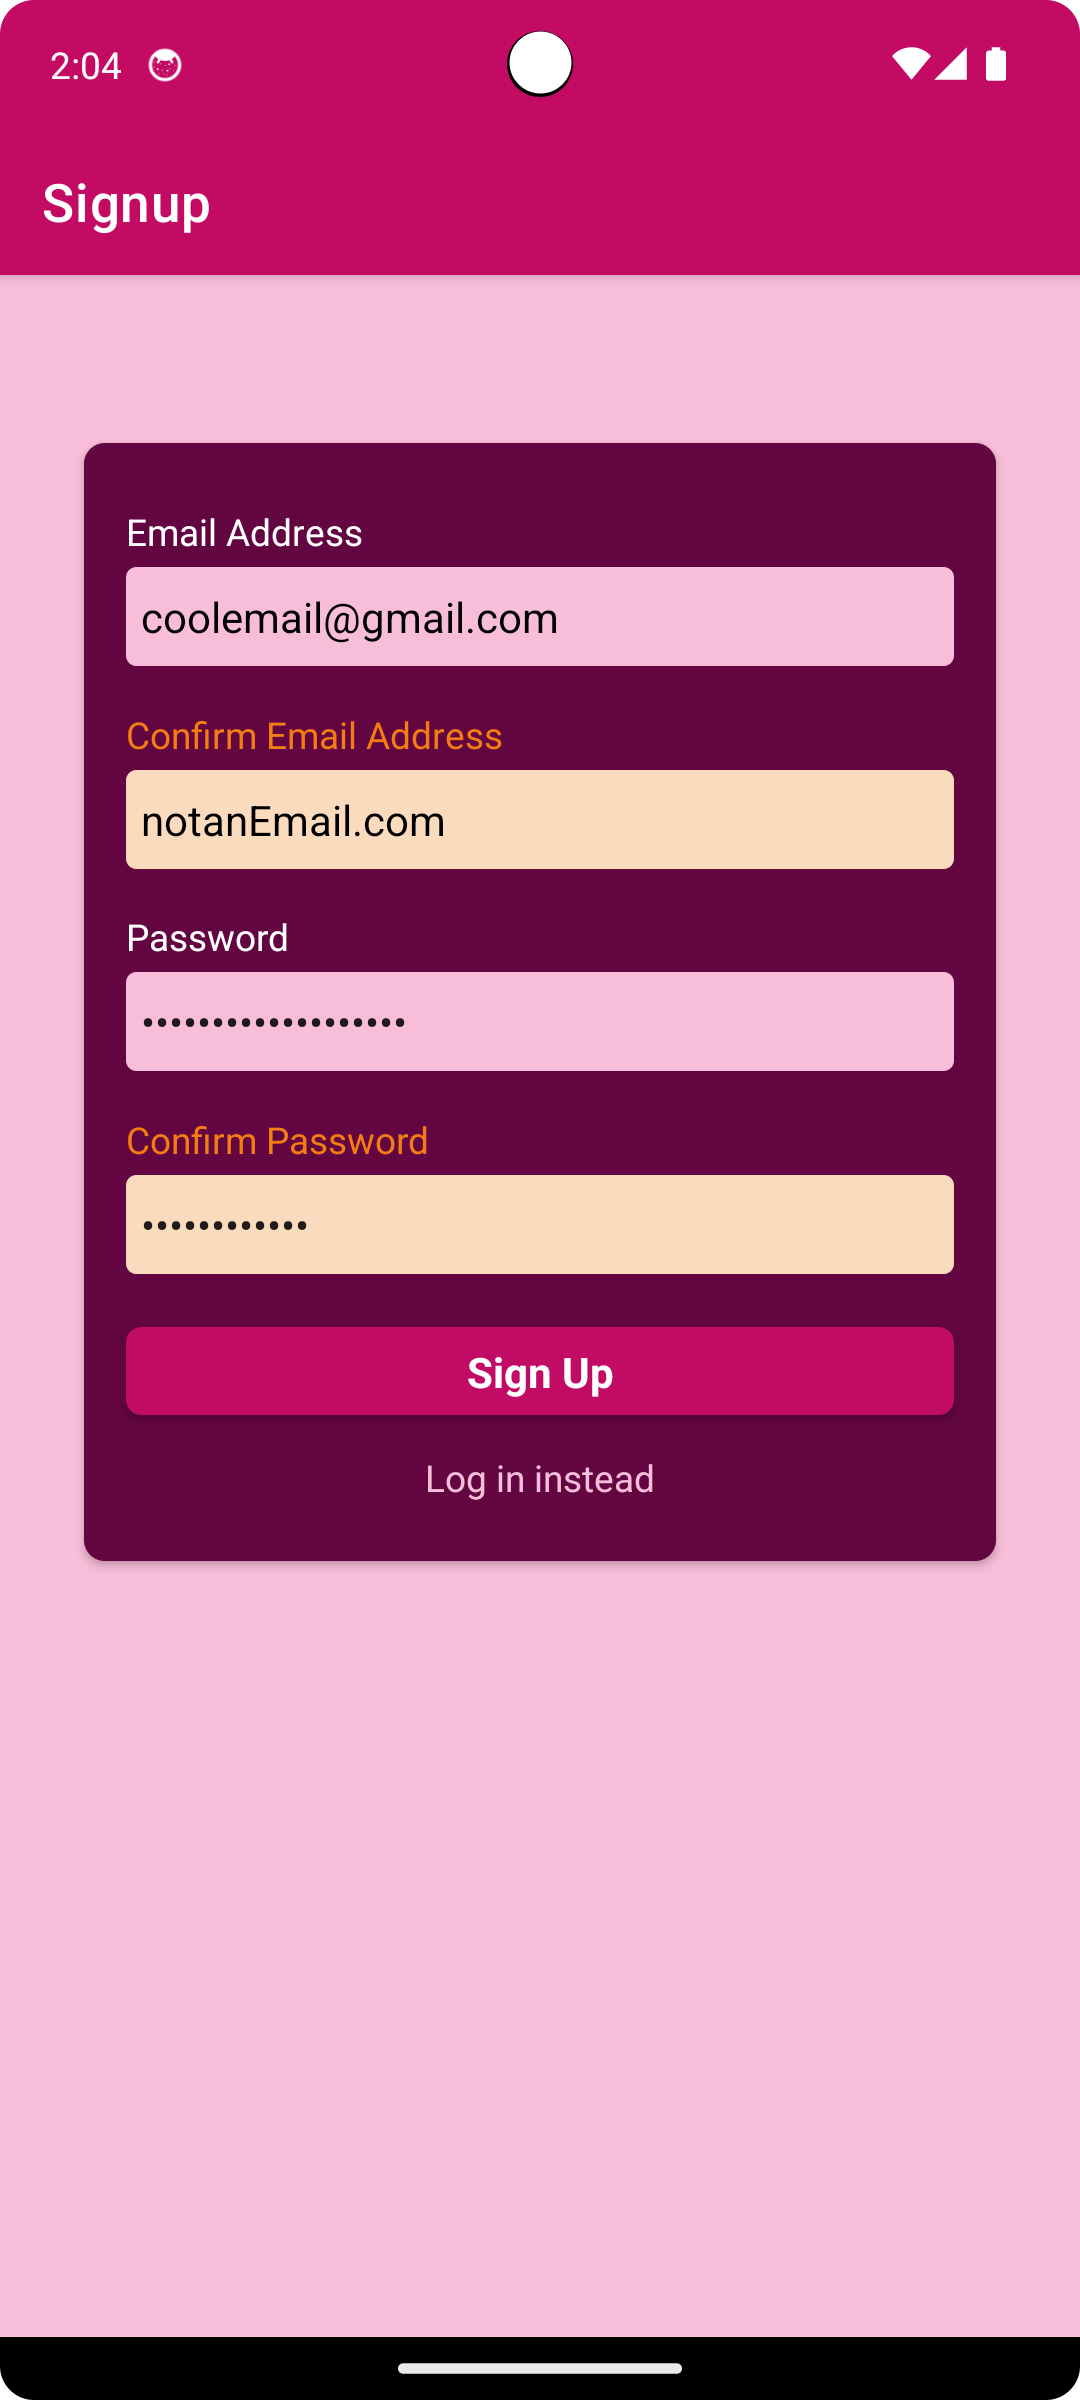 2:04
Signup
Email Address
coolemail@gmail.com
Confirm Email Address
notanEmail.com
Password
•••••••••••••••••••
Confirm Password
••••••••••••
Sign Up
Log in instead